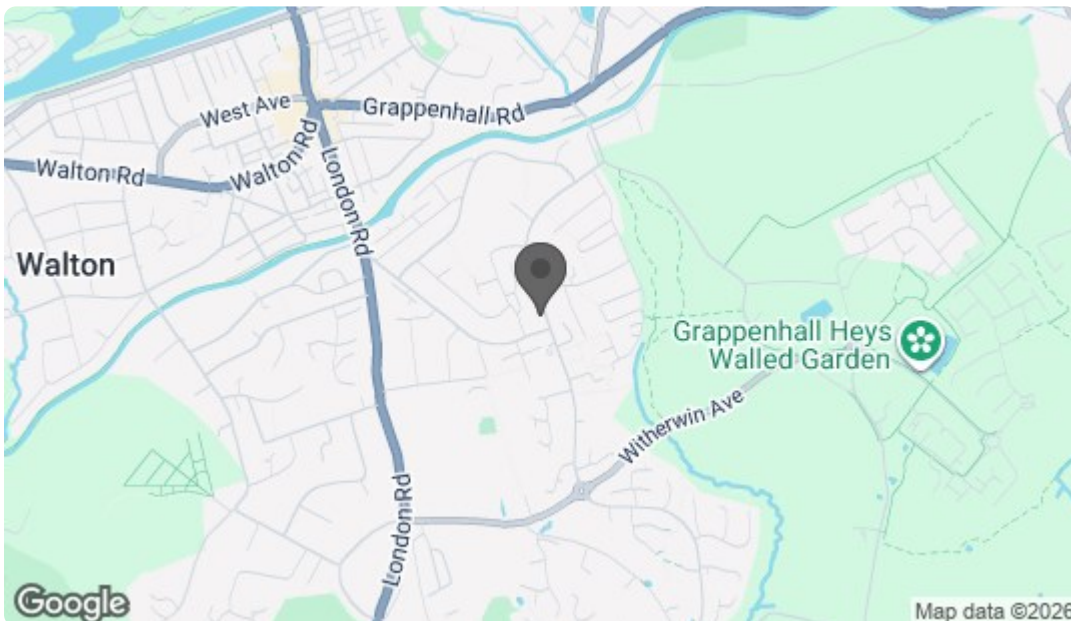 West Ave
Grappenhall Rd
Walton Rd
Walton Rd
London Rd
Walton
Grappenhall Heys
Walled Garden
Witherwin Ave
London Rd
Google
Map data ©2026